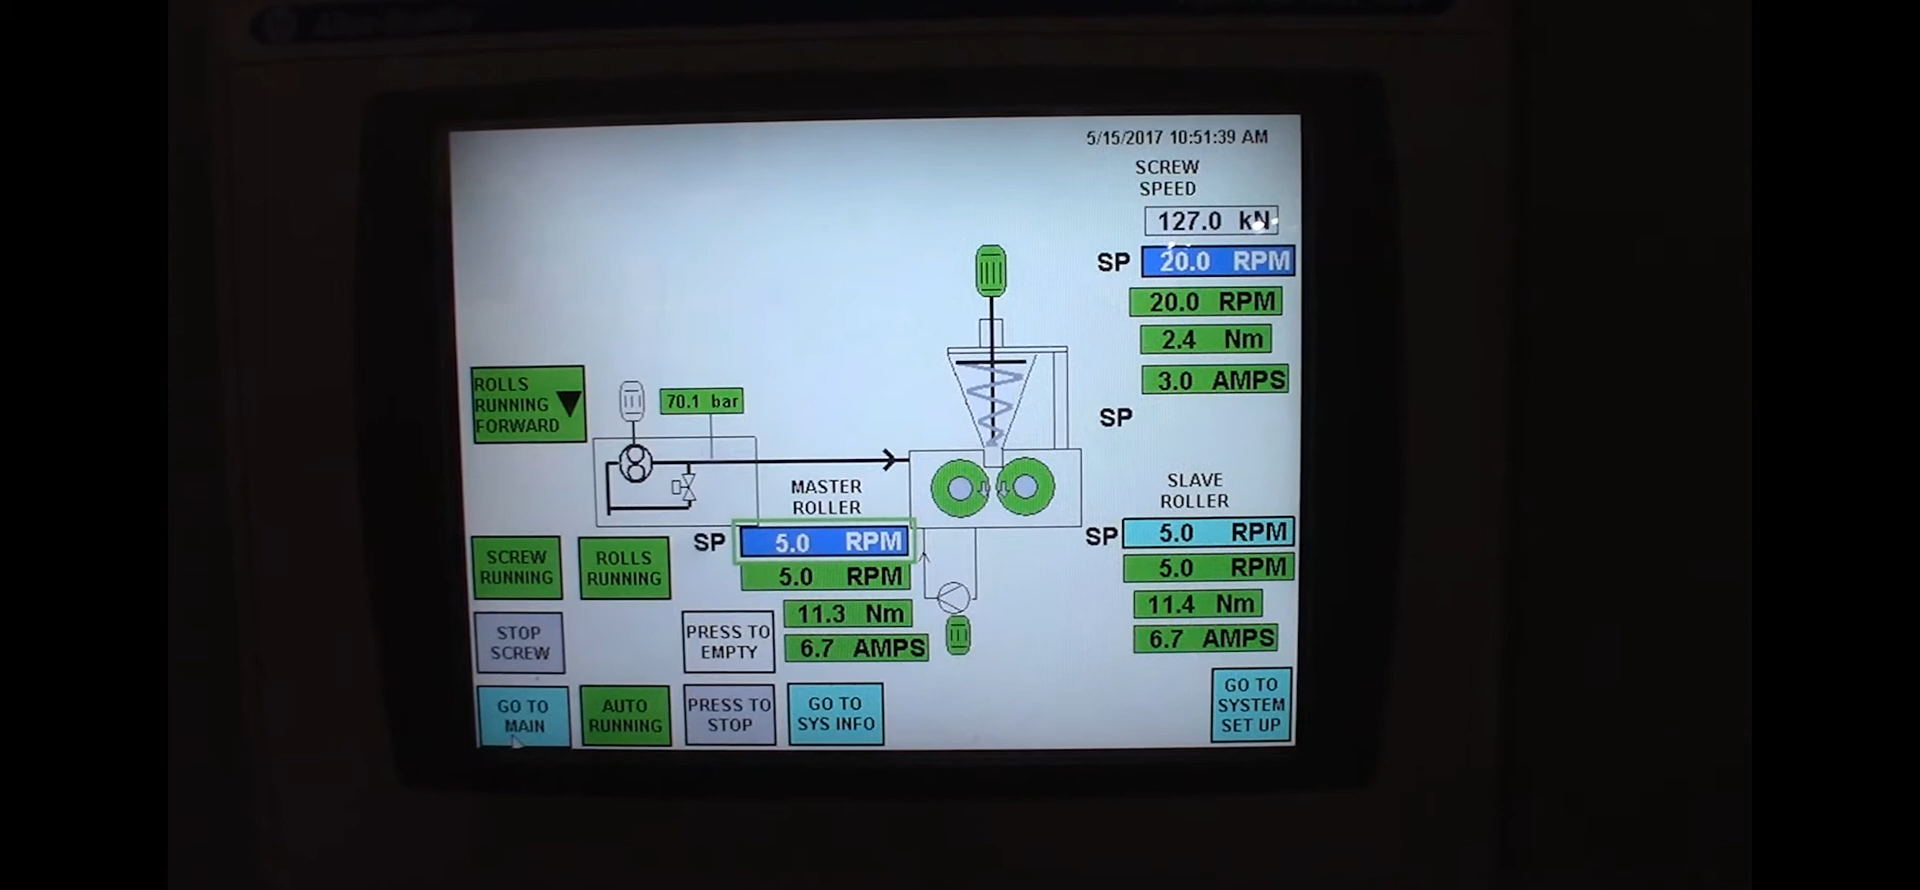 Allen-Bradley
5/15/2017 10:51:39 AM
SCREW
SPEED
127.0 kN
SP 20.0 RPM
20.0 RPM
2.4 Nm
3.0 AMPS
SP
ROLLS
RUNNING
FORWARD
70.1 bar
MASTER
ROLLER
SP 5.0 RPM
5.0 RPM
11.3 Nm
6.7 AMPS
SLAVE
ROLLER
SP 5.0 RPM
5.0 RPM
11.4 Nm
6.7 AMPS
SCREW
RUNNING
ROLLS
RUNNING
STOP
SCREW
PRESS TO
EMPTY
GO TO
MAIN
AUTO
RUNNING
PRESS TO
STOP
GO TO
SYS INFO
GO TO
SYSTEM
SET UP